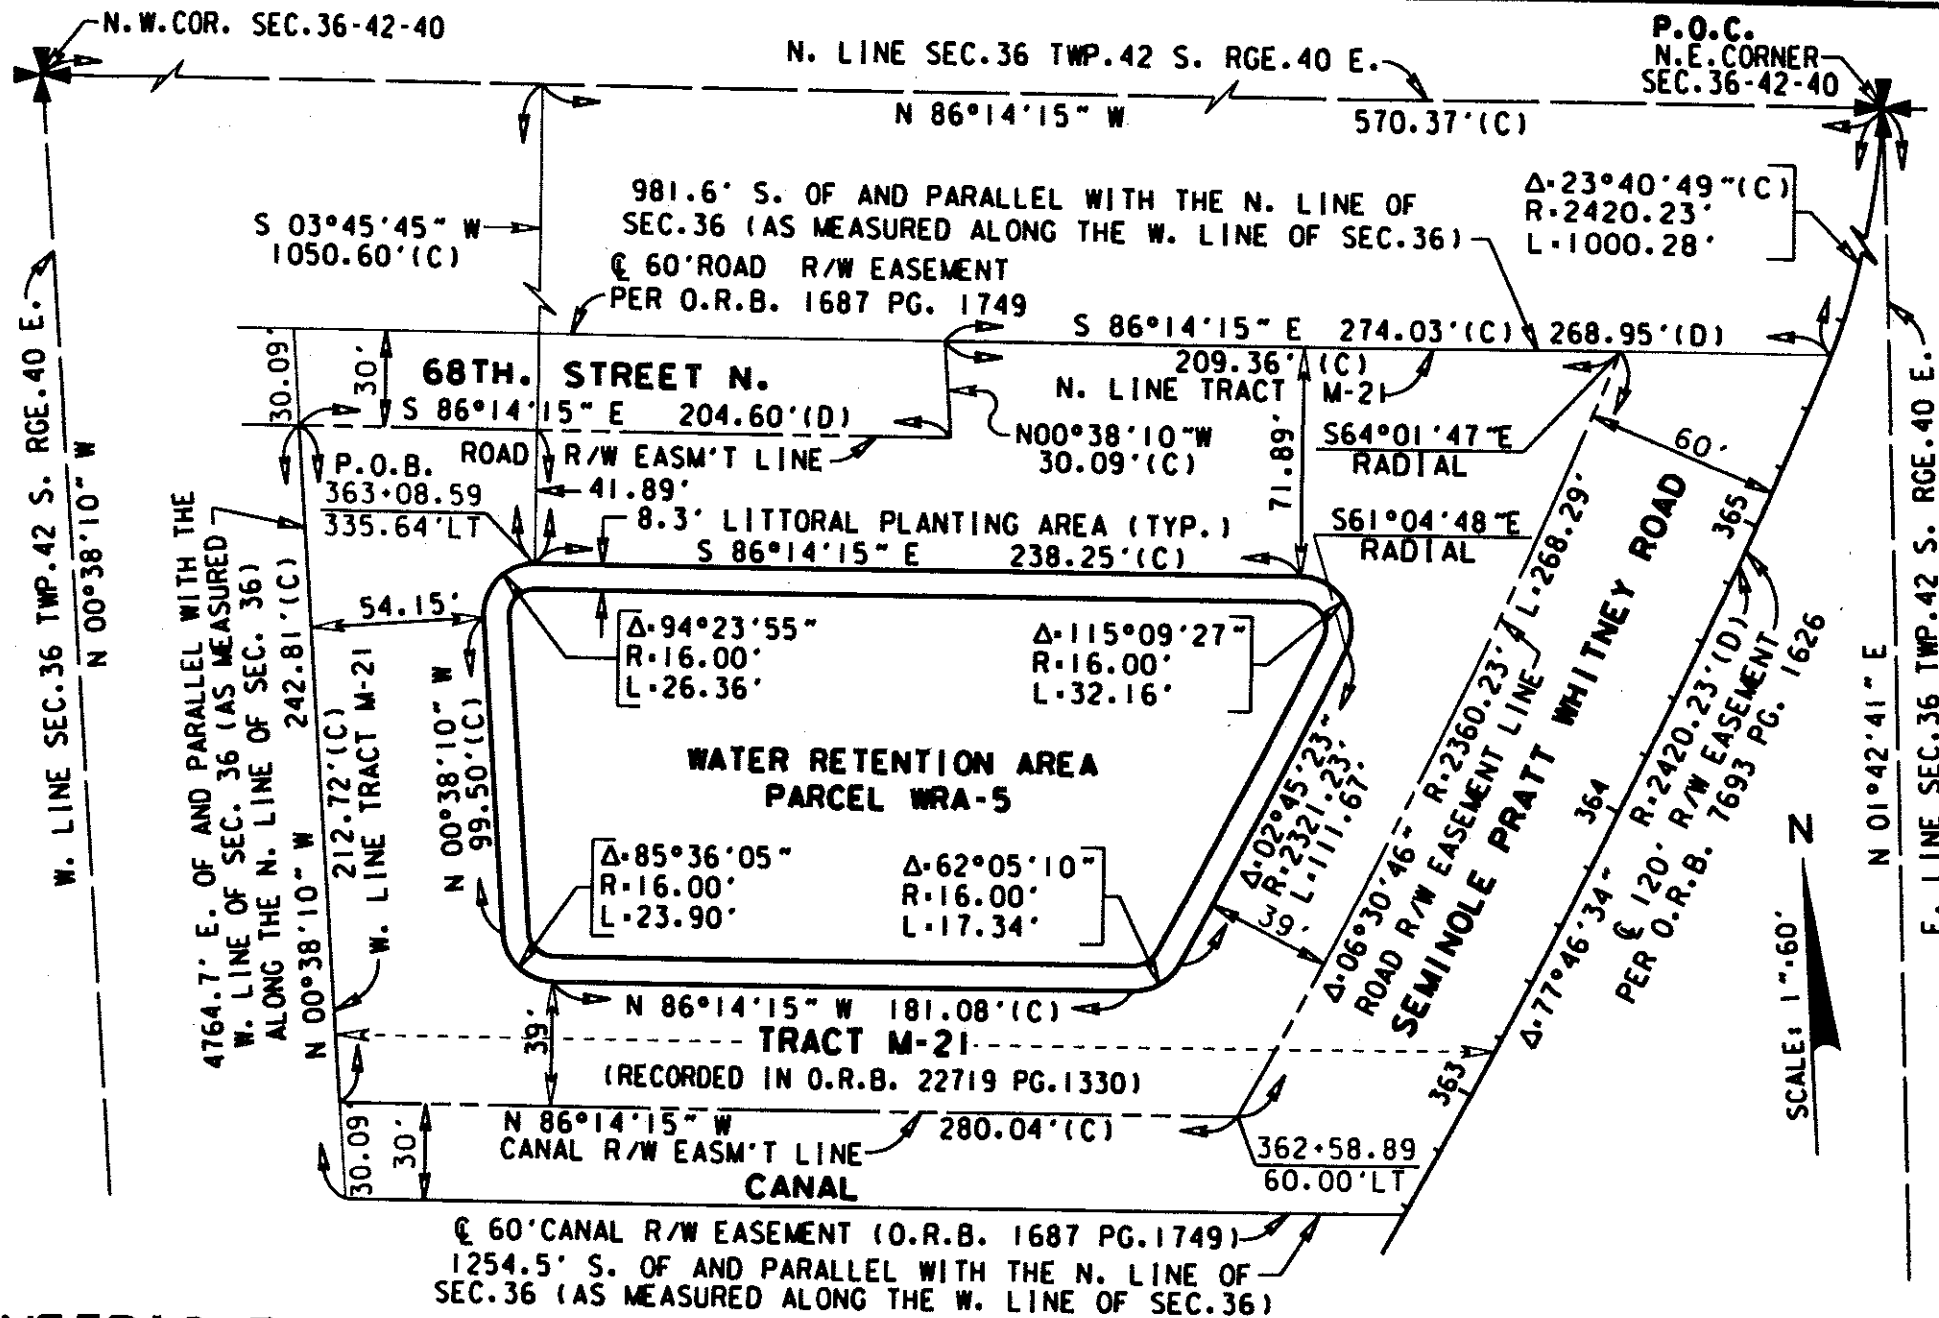 N.W.COR. SEC.36-42-40
N. LINE SEC.36 TWP.42 S. RGE.40 E.
P.O.C.
N.E.CORNER
SEC.36-42-40
N 86°14'15" W
570.37'(C)
981.6' S. OF AND PARALLEL WITH THE N. LINE OF
SEC.36 (AS MEASURED ALONG THE W. LINE OF SEC.36)
Δ=23°40'49"(C)
R=2420.23'
L=1000.28'
S 03°45'45" W
1050.60'(C)
℄ 60'ROAD R/W EASEMENT
PER O.R.B. 1687 PG. 1749
S 86°14'15" E 274.03'(C) 268.95'(D)
209.36' (C)
N. LINE TRACT M-21
30.09'
30'
68TH. STREET N.
S 86°14'15" E 204.60'(D)
ROAD R/W EASM'T LINE
N00°38'10"W
30.09'(C)
71.89'
S64°01'47"E
RADIAL
60'
P.O.B.
363+08.59
335.64'LT
41.89'
8.3' LITTORAL PLANTING AREA (TYP.)
S 86°14'15" E 238.25'(C)
S61°04'48"E
RADIAL
W. LINE SEC.36 TWP.42 S. RGE.40 E.
N 00°38'10" W
4764.7' E. OF AND PARALLEL WITH THE
W. LINE OF SEC. 36 (AS MEASURED
ALONG THE N. LINE OF SEC. 36)
N 00°38'10" W 242.81'(C)
212.72'(C)
W. LINE TRACT M-21
54.15'
N 00°38'10" W
99.50'(C)
Δ=94°23'55"
R=16.00'
L=26.36'
Δ=115°09'27"
R=16.00'
L=32.16'
WATER RETENTION AREA
PARCEL WRA-5
Δ=85°36'05"
R=16.00'
L=23.90'
Δ=62°05'10"
R=16.00'
L=17.34'
Δ=02°45'23"
R=2321.23'
L=111.67'
39'
Δ=06°30'46" R=2360.23' L=268.29'
ROAD R/W EASEMENT LINE
SEMINOLE PRATT WHITNEY ROAD
365
364
363
Δ=77°46'34" R=2420.23'(D)
℄ 120' R/W EASEMENT
PER O.R.B. 7693 PG. 1626
N 01°42'41" E
E. LINE SEC.36 TWP.42 S. RGE.40 E.
N
SCALE: 1"=60'
N 86°14'15" W 181.08'(C)
39'
TRACT M-21
(RECORDED IN O.R.B. 22719 PG.1330)
N 86°14'15" W
280.04'(C)
CANAL R/W EASM'T LINE
30.09'
30'
CANAL
362+58.89
60.00'LT
℄ 60'CANAL R/W EASEMENT (O.R.B. 1687 PG.1749)
1254.5' S. OF AND PARALLEL WITH THE N. LINE OF
SEC.36 (AS MEASURED ALONG THE W. LINE OF SEC.36)